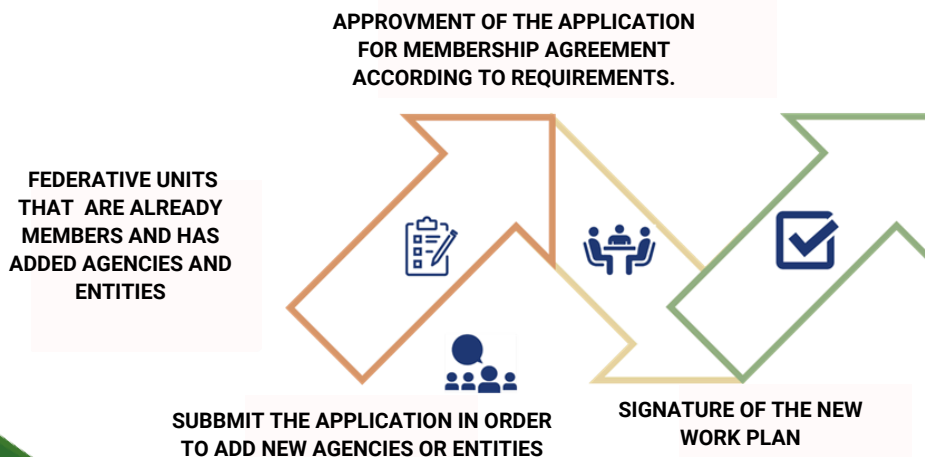 APPROVMENT OF THE APPLICATION
FOR MEMBERSHIP AGREEMENT
ACCORDING TO REQUIREMENTS.
FEDERATIVE UNITS
THAT ARE ALREADY
MEMBERS AND HAS
ADDED AGENCIES AND
ENTITIES
SUBBMIT THE APPLICATION IN ORDER
TO ADD NEW AGENCIES OR ENTITIES
SIGNATURE OF THE NEW
WORK PLAN